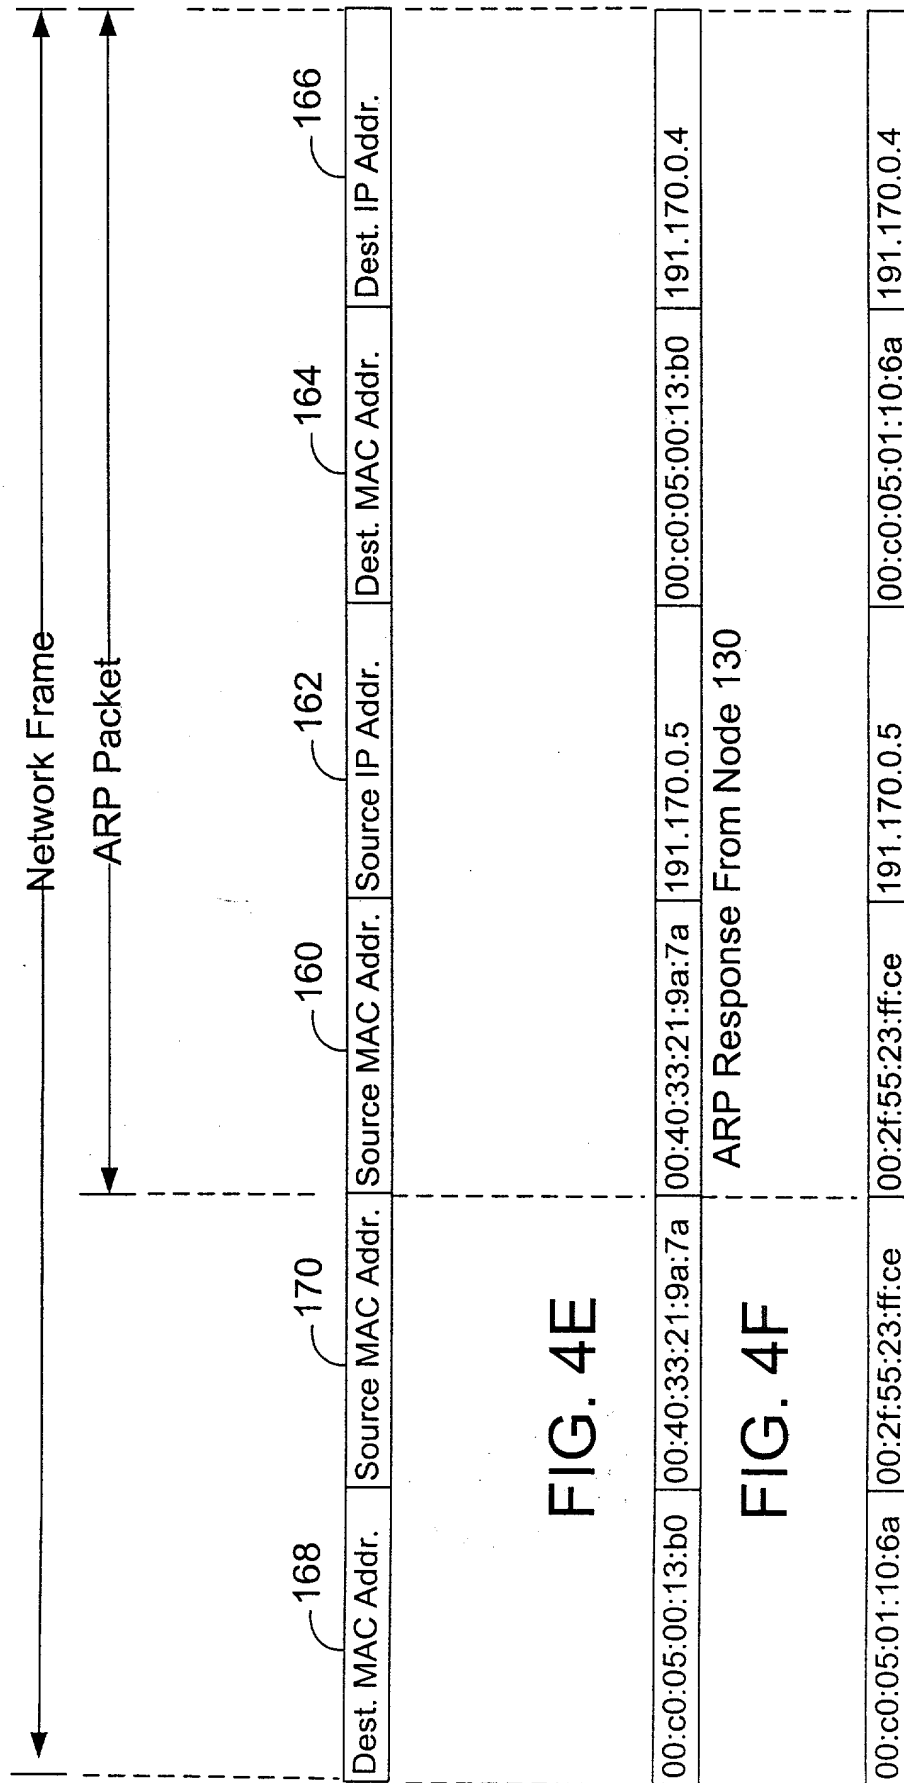 Network Frame
ARP Packet
168 170 160 162 164 166
Dest. MAC Addr. Source MAC Addr. Source MAC Addr. Source IP Addr. Dest. MAC Addr. Dest. IP Addr.
FIG. 4E
00:c0:05:00:13:b0 00:40:33:21:9a:7a 00:40:33:21:9a:7a 191.170.0.5 00:c0:05:00:13:b0 191.170.0.4
ARP Response From Node 130
FIG. 4F
00:c0:05:01:10:6a 00:2f:55:23:ff:ce 00:2f:55:23:ff:ce 191.170.0.5 00:c0:05:01:10:6a 191.170.0.4